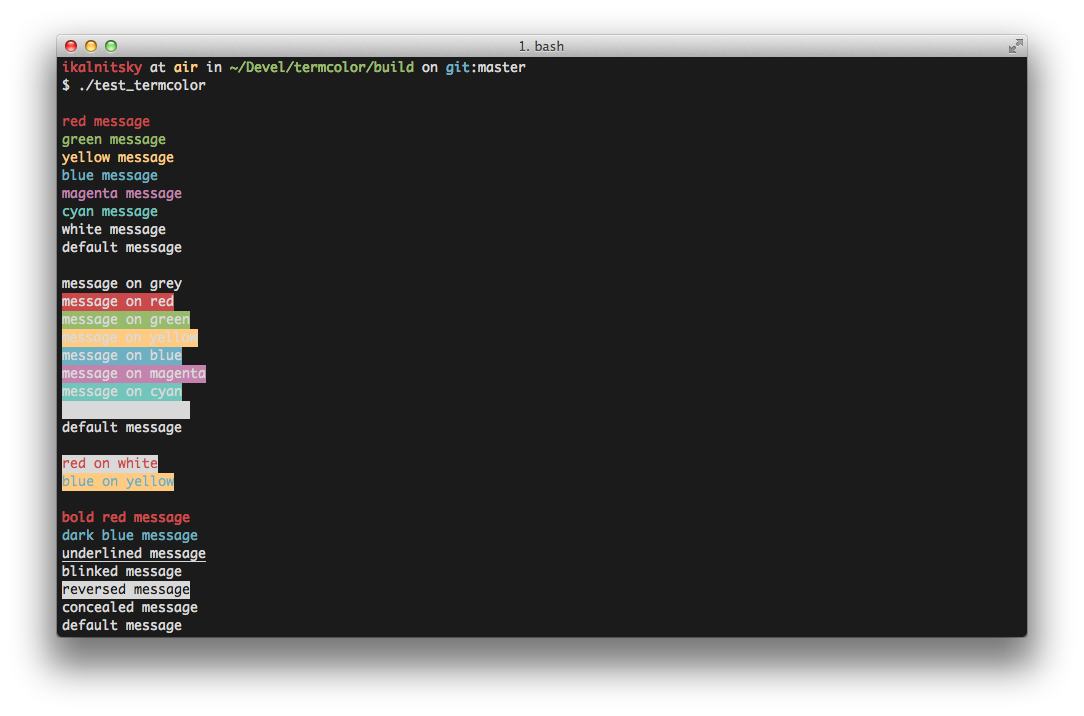 1. bash
ikalnitsky at air in ~/Devel/termcolor/build on git:master
$ ./test_termcolor
red message
green message
yellow message
blue message
magenta message
cyan message
white message
default message
message on grey
message on red
message on green
message on yellow
message on blue
message on magenta
message on cyan
default message
red on white
blue on yellow
bold red message
dark blue message
underlined message
blinked message
reversed message
concealed message
default message